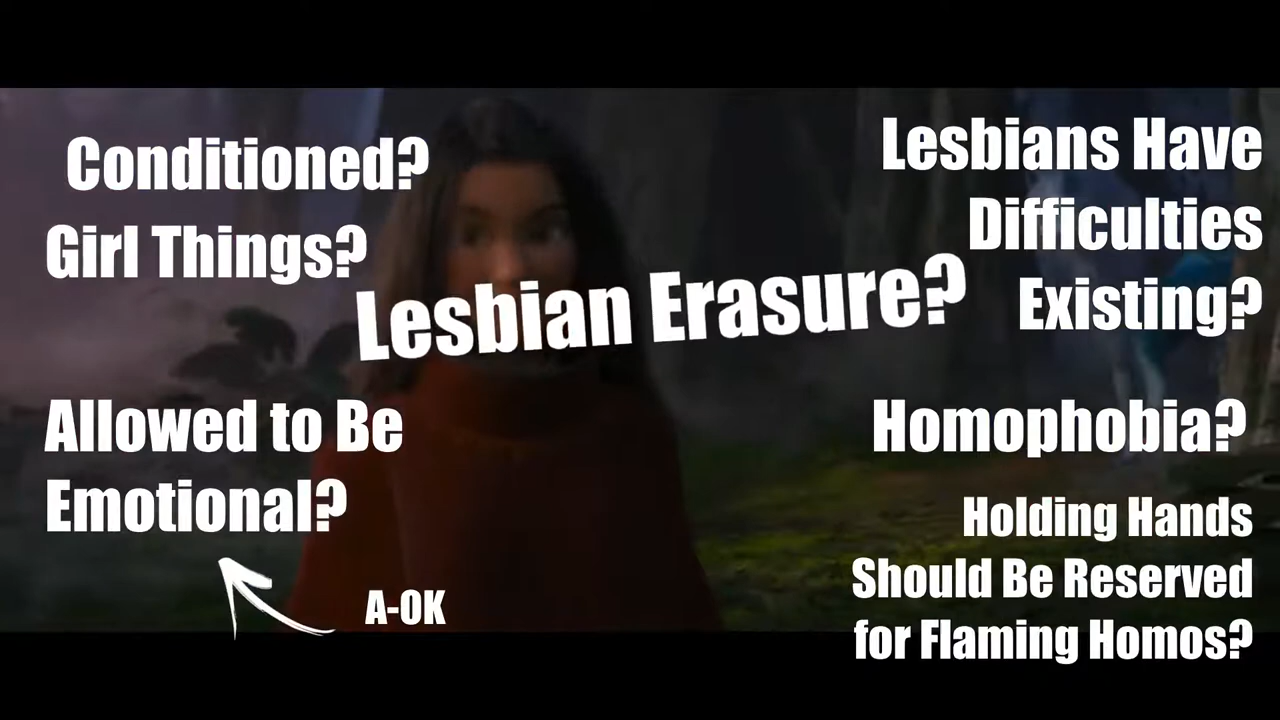 Conditioned?
Girl Things?
Lesbian Erasure?
Allowed to Be
Emotional?
A-OK
Lesbians Have
Difficulties
Existing?
Homophobia?
Holding Hands
Should Be Reserved
for Flaming Homos?